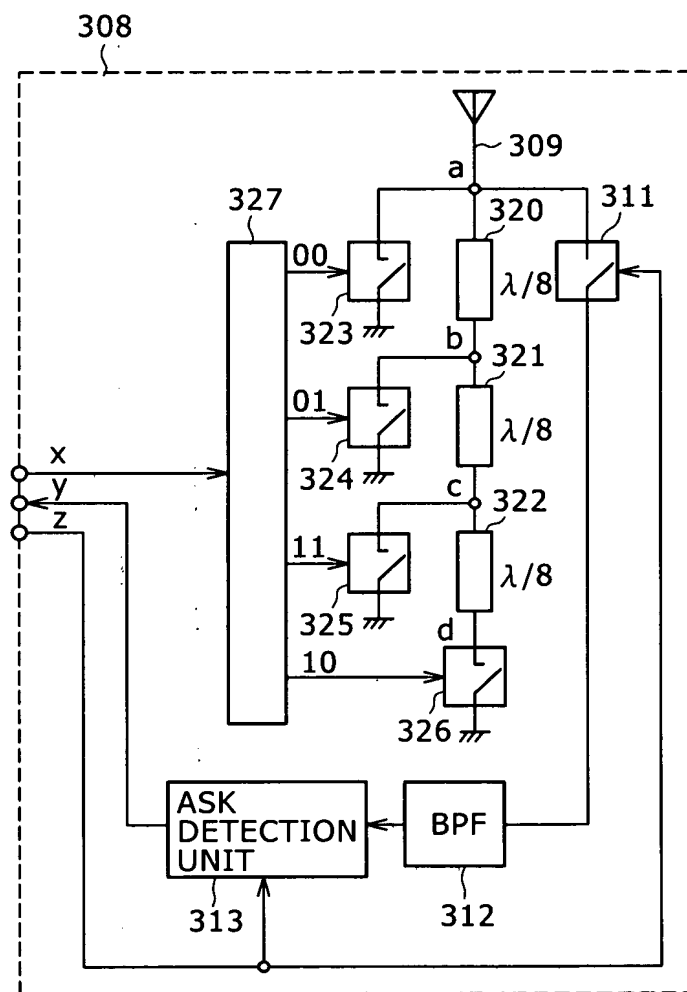 308
309
a
327
320
311
00
λ/8
323
b
321
01
λ/8
324
x
y
c
322
z
11
λ/8
325
d
10
326
ASK
DETECTION
UNIT
BPF
313
312